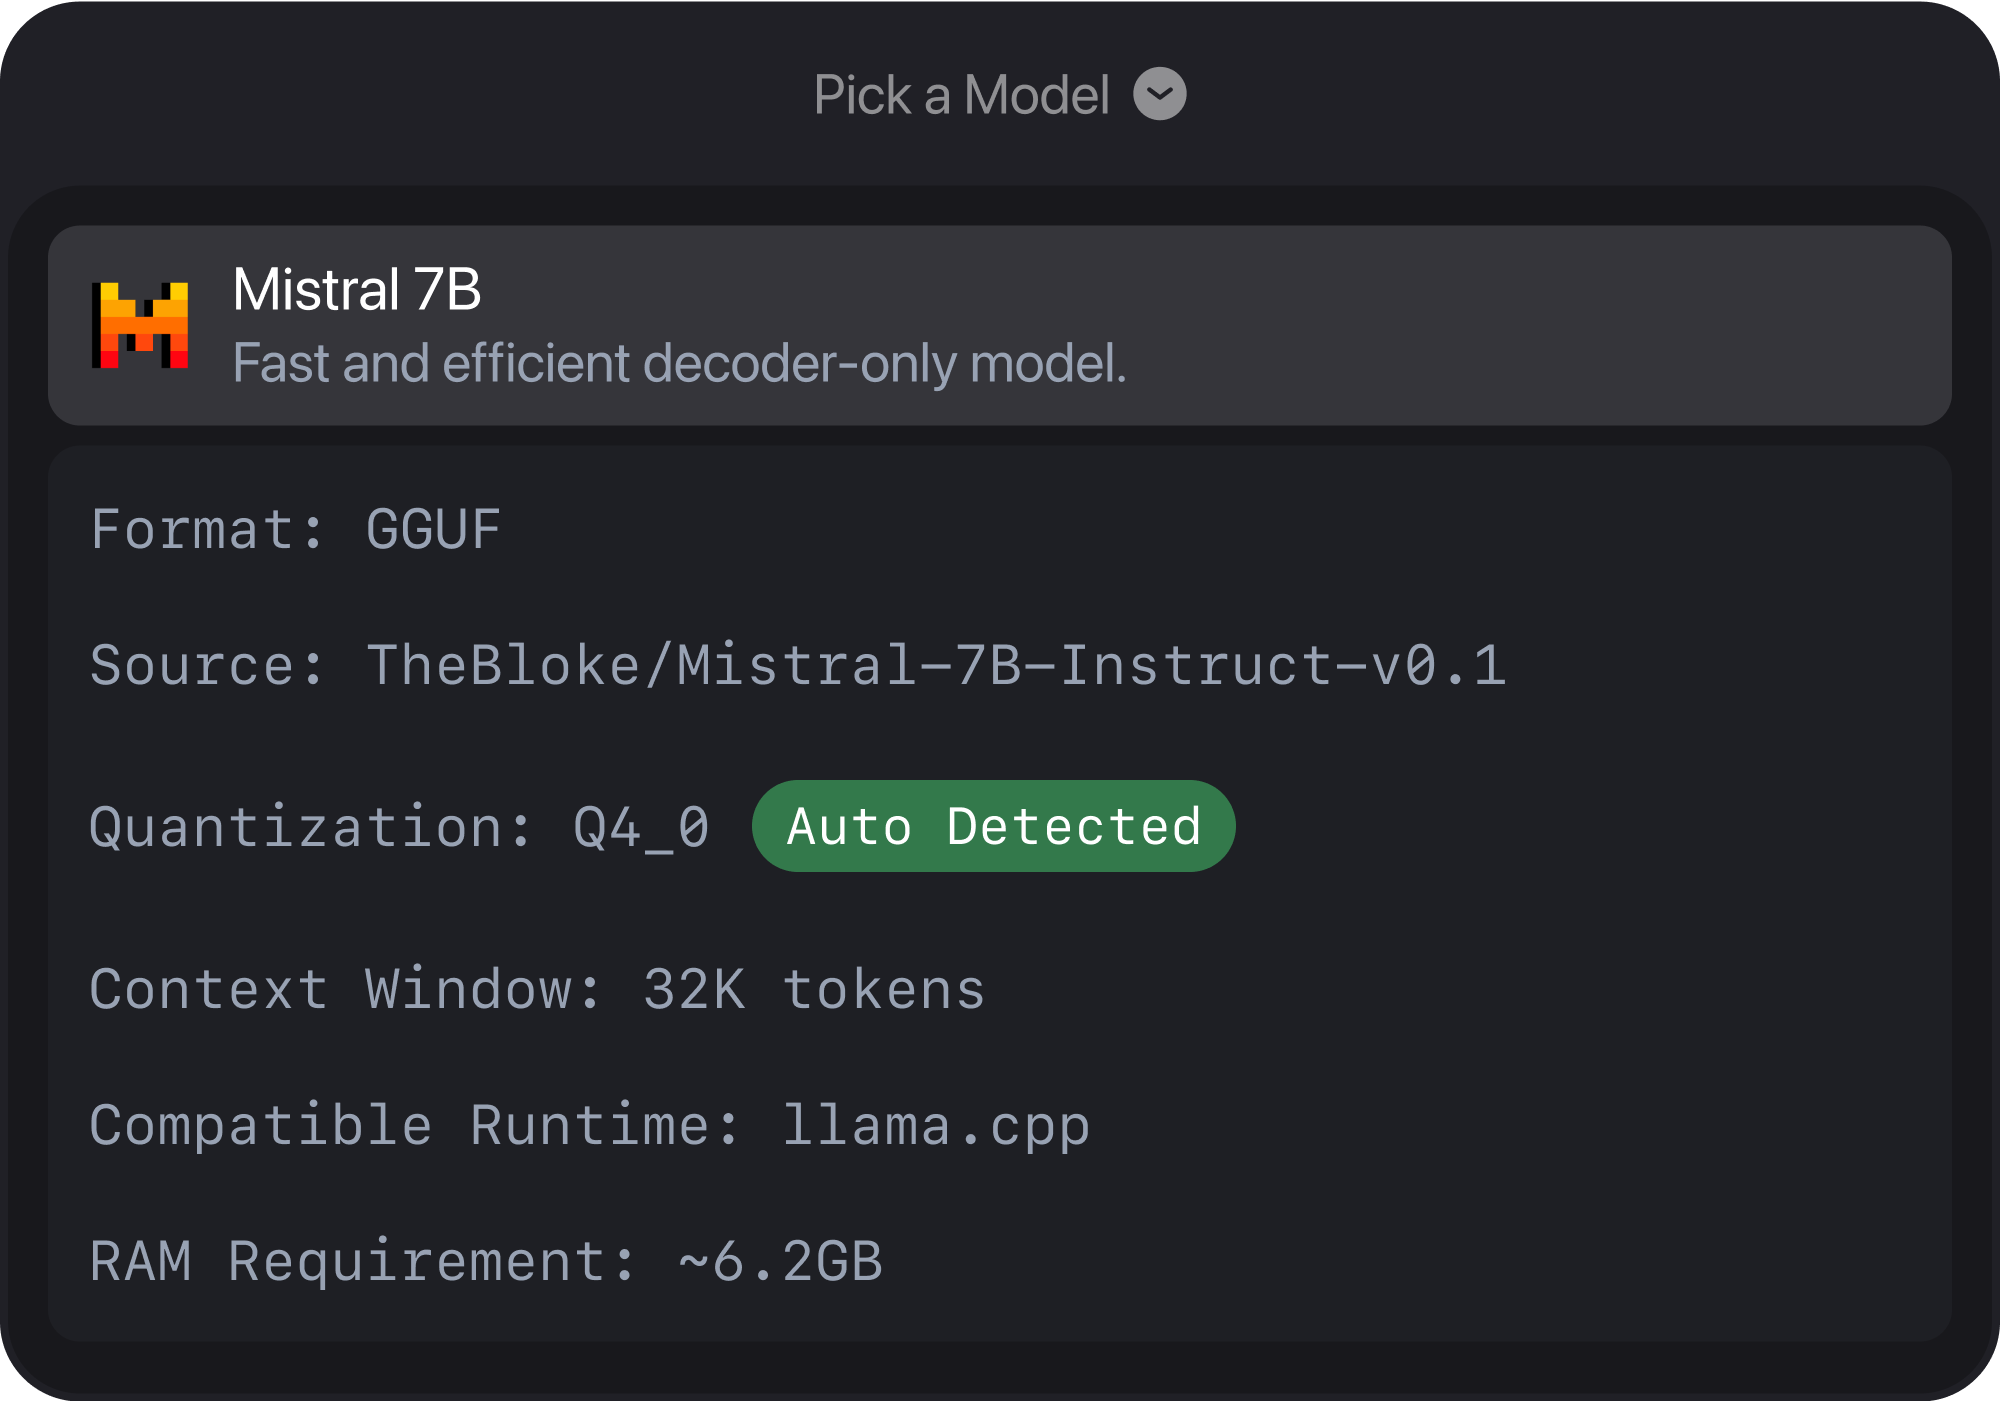 Pick a Model
Mistral 7B
Fast and efficient decoder-only model.
Format: GGUF
Source: TheBloke/Mistral-7B-Instruct-v0.1
Quantization: Q4_0 Auto Detected
Context Window: 32K tokens
Compatible Runtime: llama.cpp
RAM Requirement: ~6.2GB